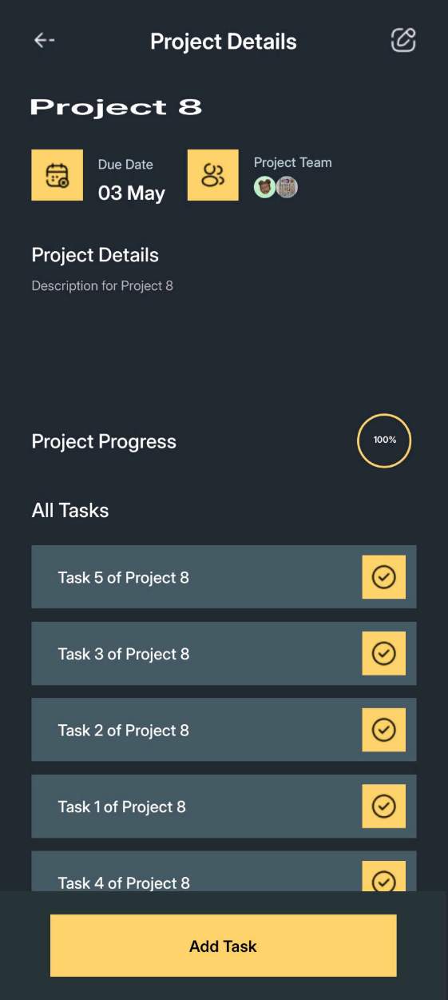 Project Details
Project 8
Due Date
03 May
Project Team
Project Details
Description for Project 8
Project Progress
100%
All Tasks
Task 5 of Project 8
Task 3 of Project 8
Task 2 of Project 8
Task 1 of Project 8
Task 4 of Project 8
Add Task